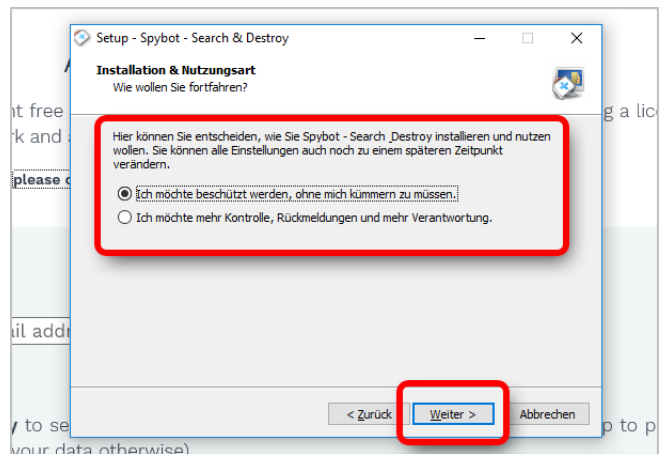 Setup - Spybot - Search & Destroy
Installation & Nutzungsart
Wie wollen Sie fortfahren?
nt free
g a lic
rk and
Hier können Sie entscheiden, wie Sie Spybot - Search _Destroy installieren und nutzen
wollen. Sie können alle Einstellungen auch noch zu einem späteren Zeitpunkt
verändern.
please
Ich möchte beschützt werden, ohne mich kümmern zu müssen.
Ich möchte mehr Kontrolle, Rückmeldungen und mehr Verantwortung.
ail addr
< Zurück
Weiter >
Abbrechen
y to se
p to p
your data otherwise)